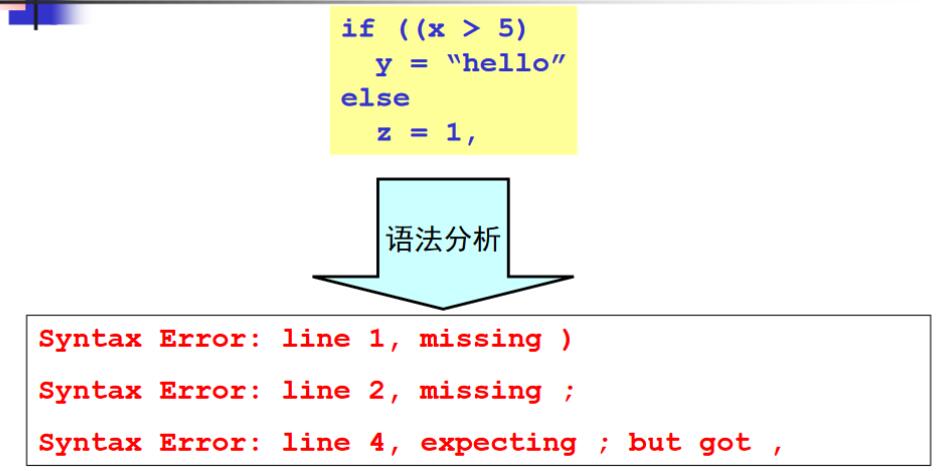 if ((x > 5)
y = “hello”
else
z = 1,
语法分析
Syntax Error: line 1, missing )
Syntax Error: line 2, missing ;
Syntax Error: line 4, expecting ; but got ,